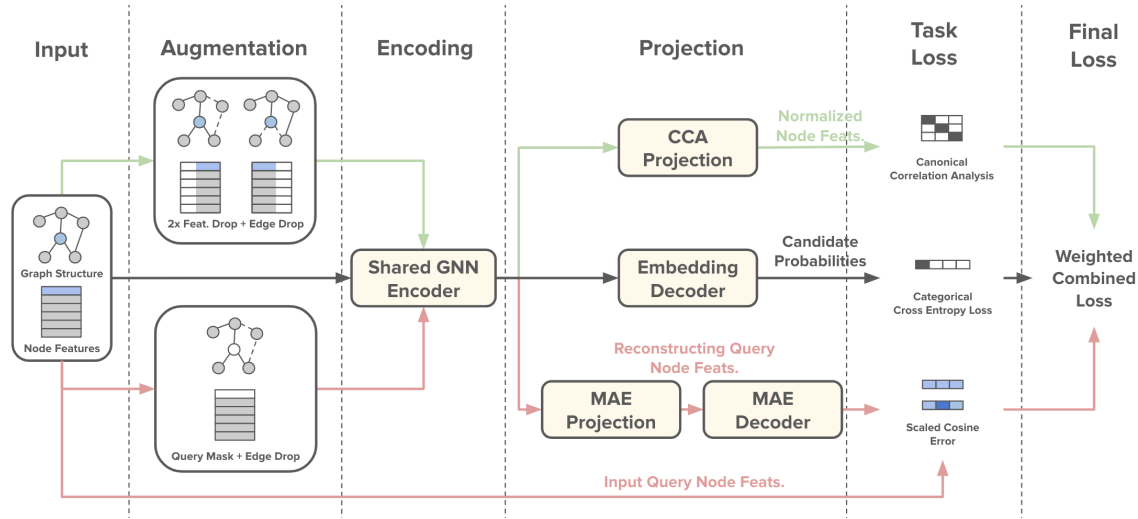 Input
Augmentation
Encoding
Projection
Task
Loss
Final
Loss
2x Feat. Drop + Edge Drop
Graph Structure
Node Features
Query Mask + Edge Drop
Shared GNN
Encoder
CCA
Projection
Normalized
Node Feats.
Embedding
Decoder
Candidate
Probabilities
Reconstructing Query
Node Feats.
MAE
Projection
MAE
Decoder
Input Query Node Feats.
Canonical
Correlation Analysis
Categorical
Cross Entropy Loss
Scaled Cosine
Error
Weighted
Combined
Loss